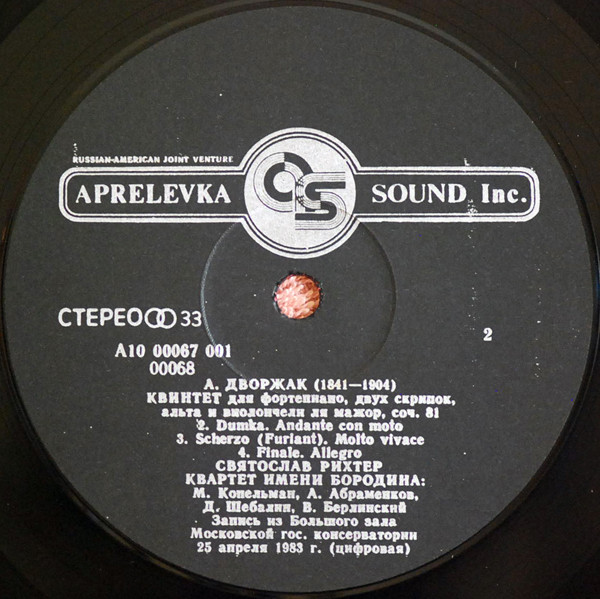 RUSSIAN-AMERICAN JOINT VENTURE
APRELEVKA SOUND Inc.
СТЕРЕО 33
2
А10 00067 001
00068
А. ДВОРЖАК (1841—1904)
КВИНТЕТ для фортепиано, двух скрипок,
альта и виолончели ля мажор, соч. 81
2. Dumka. Andante con moto
3. Scherzo (Furiant). Molto vivace
4. Finale. Allegro
СВЯТОСЛАВ РИХТЕР
КВАРТЕТ ИМЕНИ БОРОДИНА:
М. Копельман, А. Абраменков,
Д. Шебалин, В. Берлинский
Запись из Большого зала
Московской гос. консерватории
25 апреля 1983 г. (цифровая)